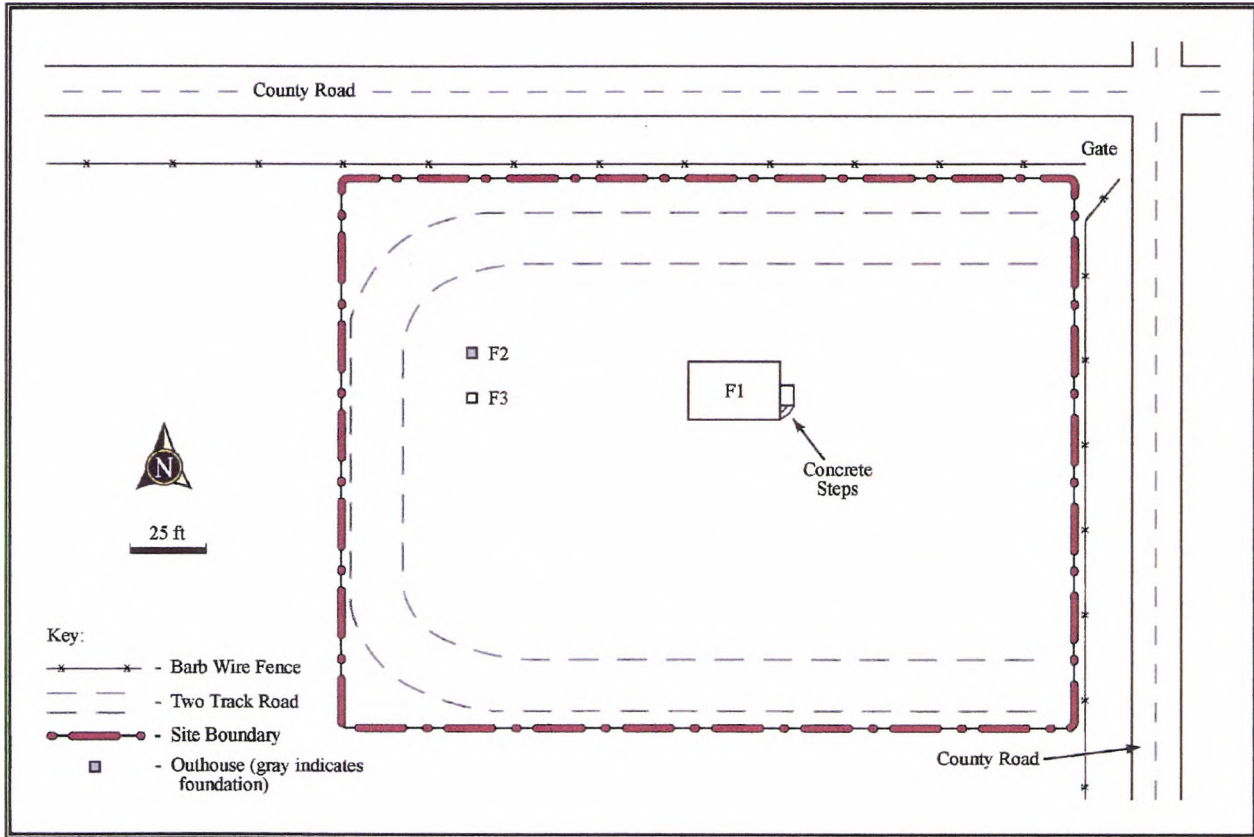 County Road
Gate
F2
F3
F1
Concrete
Steps
N
25 ft
Key:
- Barb Wire Fence
- Two Track Road
- Site Boundary
- Outhouse (gray indicates
foundation)
County Road